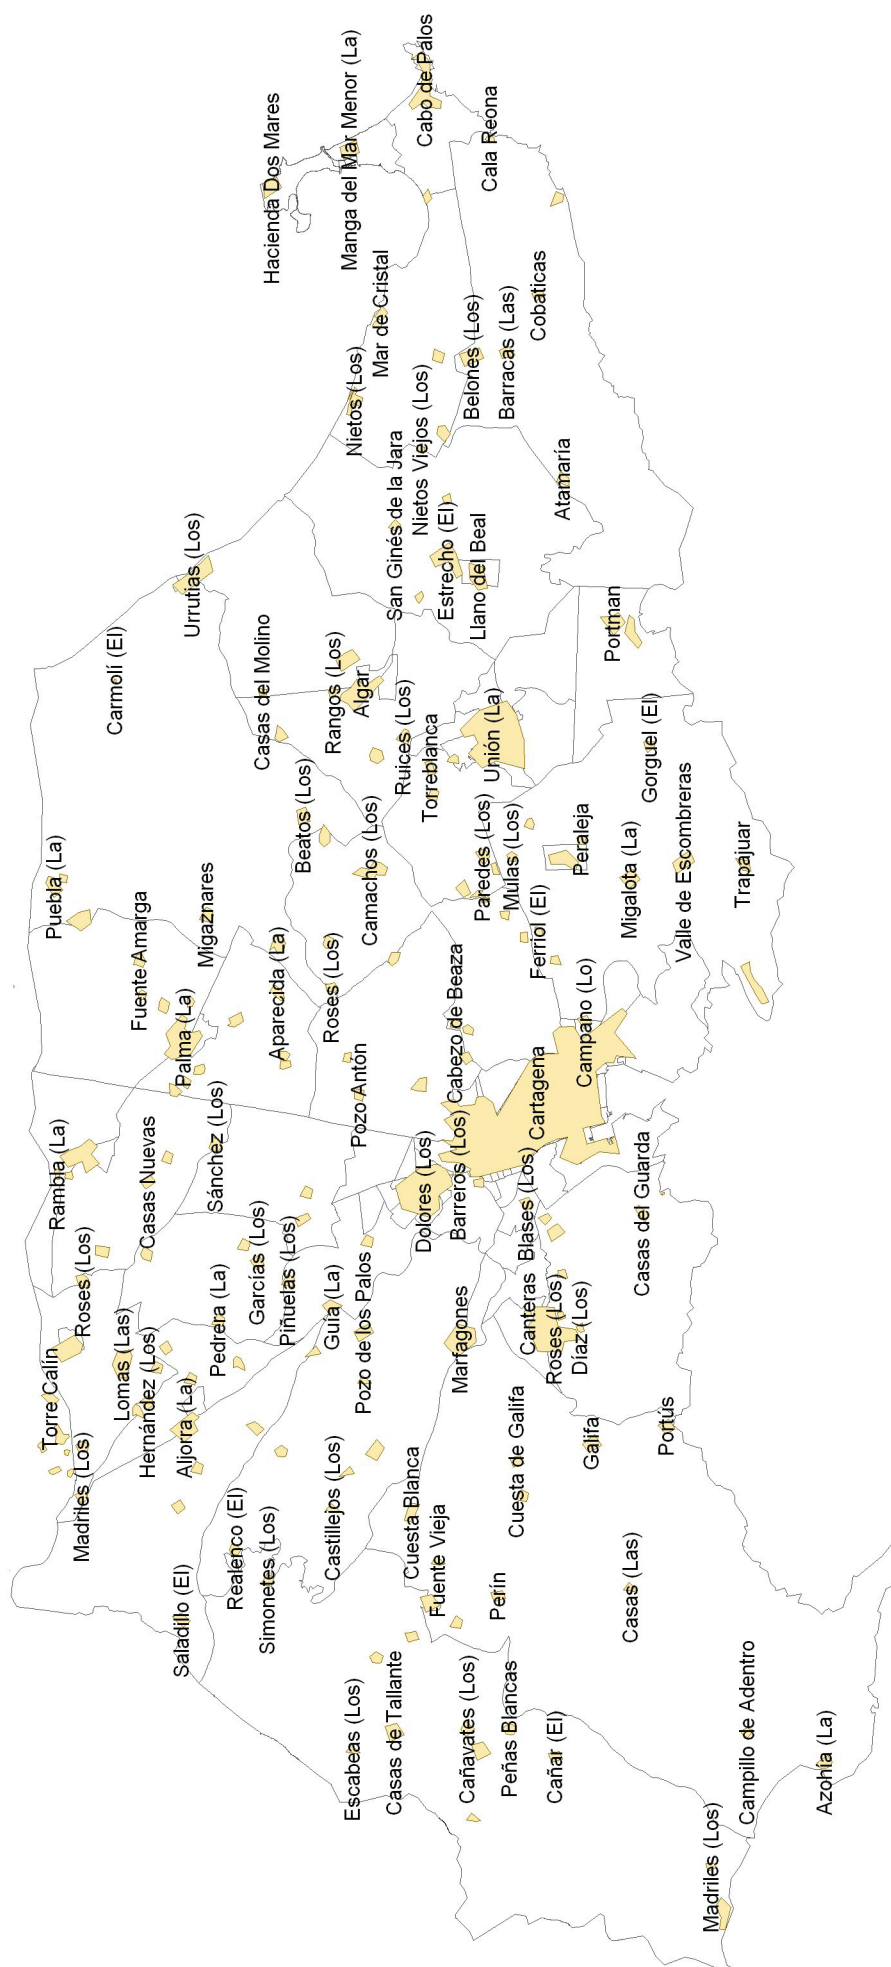 Hacienda Dos Mares
Manga del Mar Menor (La)
Cabo de Palos
Cala Reona
Mar de Cristal
Nietos (Los)
Nietos Viejos (Los)
Belones (Los)
Barracas (Las)
Cobaticas
San Ginés de la Jara
Estrecho (El)
Llano del Beal
Atamaría
Urrutias (Los)
Carmolí (El)
Casas del Molino
Rangos (Los)
Algar
Ruices (Los)
Torreblanca
Unión (La)
Portman
Gorguel (El)
Puebla (La)
Fuente Amarga
Migaznares
Beatos (Los)
Camachos (Los)
Paredes (Los)
Mulas (Los)
Peraleja
Ferriol (El)
Migalota (La)
Valle de Escombreras
Trapajuar
Palma (La)
Aparecida (La)
Roses (Los)
Pozo Antón
Cabezo de Beaza
Cartagena
Campano (Lo)
Rambla (La)
Casas Nuevas
Sánchez (Los)
Dolores (Los)
Barreros (Los)
Blases (Los)
Casas del Guarda
Roses (Los)
Garcías (Los)
Piñuelas (Los)
Guía (La)
Pozo de los Palos
Marfagones
Canteras
Roses (Los)
Díaz (Los)
Torre Calín
Lomas (Las)
Hernández (Los)
Aljorra (La)
Pedrera (La)
Madriles (Los)
Realenco (El)
Simonetes (Los)
Castillejos (Los)
Cuesta Blanca
Fuente Vieja
Cuesta de Galifa
Galifa
Portús
Perín
Casas (Las)
Saladillo (El)
Escabeas (Los)
Casas de Tallante
Cañavates (Los)
Peñas Blancas
Cañar (El)
Campillo de Adentro
Azohía (La)
Madriles (Los)